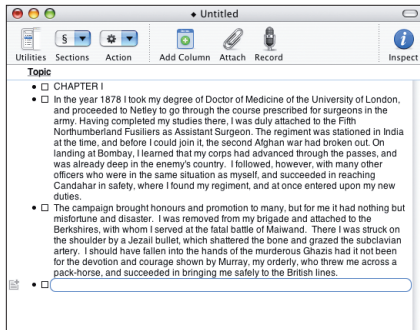 Untitled
Utilities Sections Action Add Column Attach Record Inspect
Topic
CHAPTER I
In the year 1878 I took my degree of Doctor of Medicine of the University of London,
and proceeded to Netley to go through the course prescribed for surgeons in the
army. Having completed my studies there, I was duly attached to the Fifth
Northumberland Fusiliers as Assistant Surgeon. The regiment was stationed in India
at the time, and before I could join it, the second Afghan war had broken out. On
landing at Bombay, I learned that my corps had advanced through the passes, and
was already deep in the enemy's country. I followed, however, with many other
officers who were in the same situation as myself, and succeeded in reaching
Candahar in safety, where I found my regiment, and at once entered upon my new
duties.
The campaign brought honours and promotion to many, but for me it had nothing but
misfortune and disaster. I was removed from my brigade and attached to the
Berkshires, with whom I served at the fatal battle of Maiwand. There I was struck on
the shoulder by a Jezail bullet, which shattered the bone and grazed the subclavian
artery. I should have fallen into the hands of the murderous Ghazis had it not been
for the devotion and courage shown by Murray, my orderly, who threw me across a
pack-horse, and succeeded in bringing me safely to the British lines.